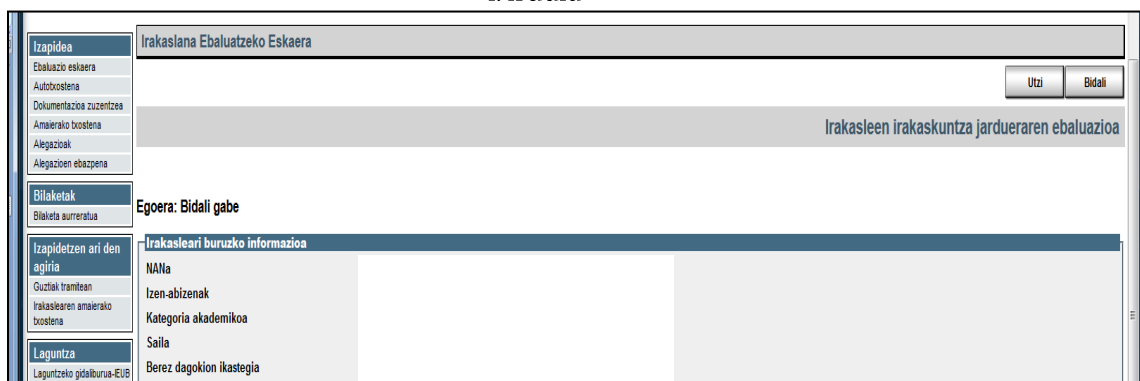 Izapidea
Ebaluazio eskaera
Autotxostena
Dokumentazioa zuzentzea
Amaierako txostena
Alegazioak
Alegazioen ebazpena
Bilaketak
Bilaketa aurreratua
Izapidetzen ari den
agiria
Guztiak tramitean
Irakaslearen amaierako
txostena
Laguntza
Laguntzeko gidaliburua-IEUB
Irakaslana Ebaluatzeko Eskaera
Utzi Bidali
Irakasleen irakaskuntza jardueraren ebaluazioa
Egoera: Bidali gabe
Irakasleari buruzko informazioa
NANa
Izen-abizenak
Kategoria akademikoa
Saila
Berez dagokion ikastegia